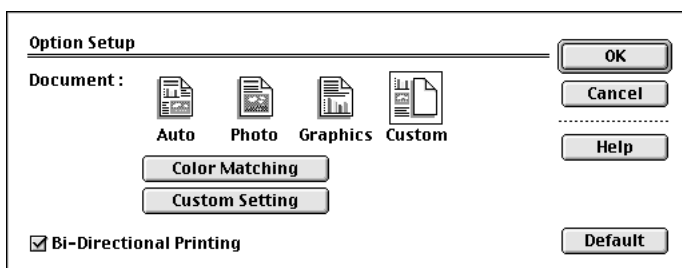 Option Setup
OK
Document :
Cancel
Auto Photo Graphics Custom
Help
Color Matching
Custom Setting
Bi-Directional Printing
Default